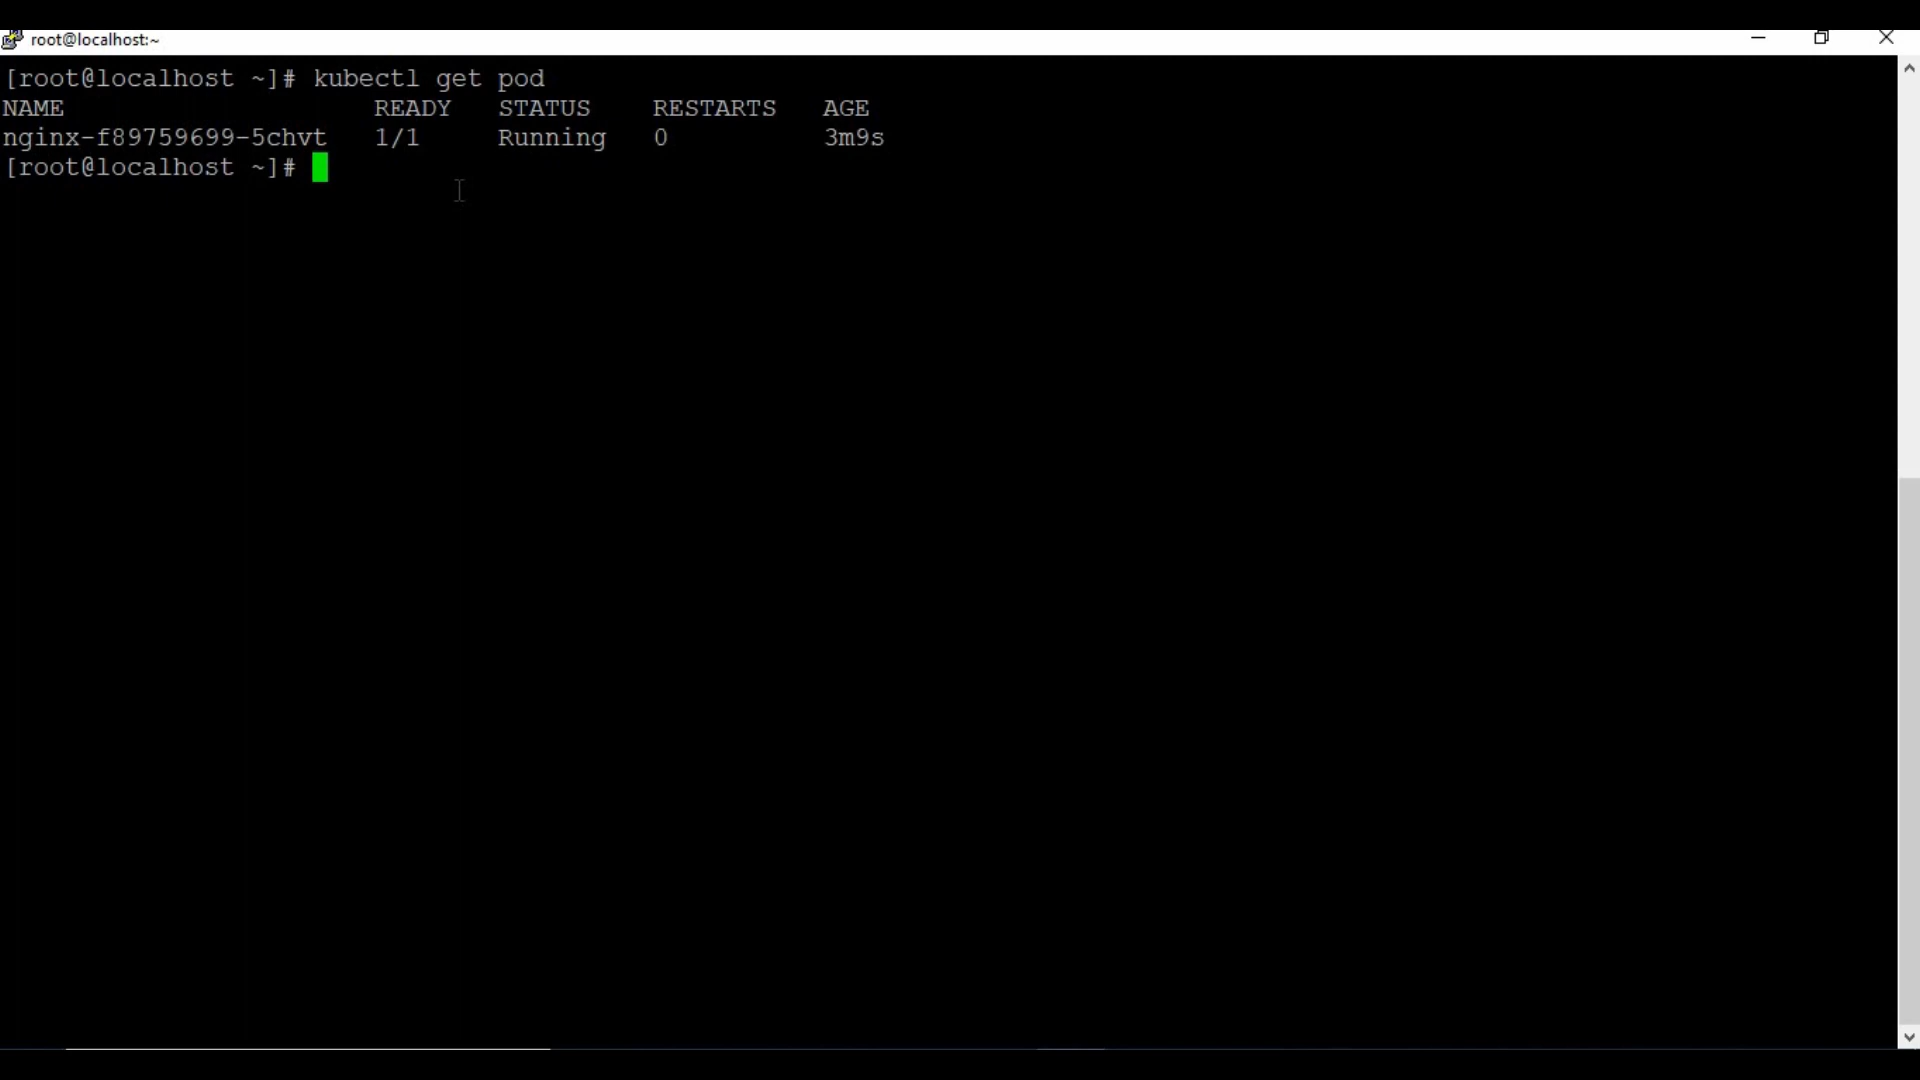 root@localhost:~
[root@localhost ~]# kubectl get pod
NAME                    READY   STATUS    RESTARTS   AGE
nginx-f89759699-5chvt   1/1     Running   0          3m9s
[root@localhost ~]#